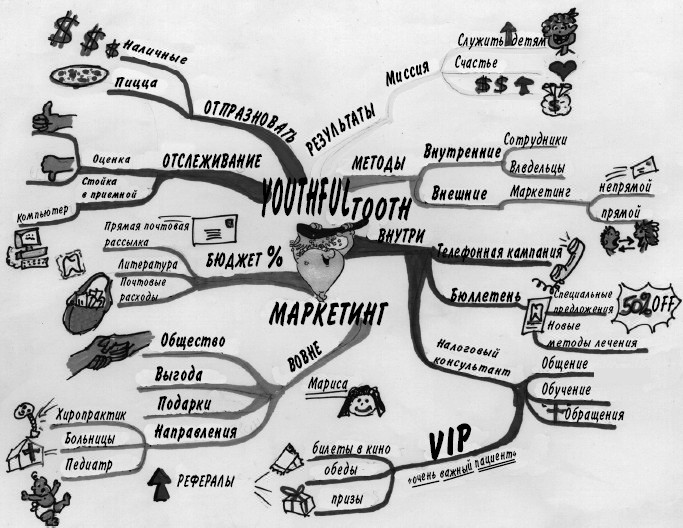 Наличные
Пицца
ОТПРАЗНОВАТЬ
РЕЗУЛЬТАТЫ
Миссия
Служить детям
Счастье
$$
Оценка
Стойка
в приемной
Компьютер
ОТСЛЕЖИВАНИЕ
МЕТОДЫ
Внутренние
Сотрудники
Владельцы
Внешние
Маркетинг
непрямой
прямой
YOUTHFUL TOOTH
МАРКЕТИНГ
Прямая почтовая
рассылка
Литература
Почтовые
расходы
БЮДЖЕТ %
ВНУТРИ
Телефонная кампания
Бюллетень
Специальные
предложения
50% OFF
Новые
методы лечения
Налоговый
консультант
Общение
Обучение
Обращения
VIP
"очень важный пациент"
билеты в кино
обеды
призы
ВОВНЕ
Мариса
Общество
Выгода
Подарки
Направления
Хиропрактик
Больницы
Педиатр
РЕФЕРАЛЫ